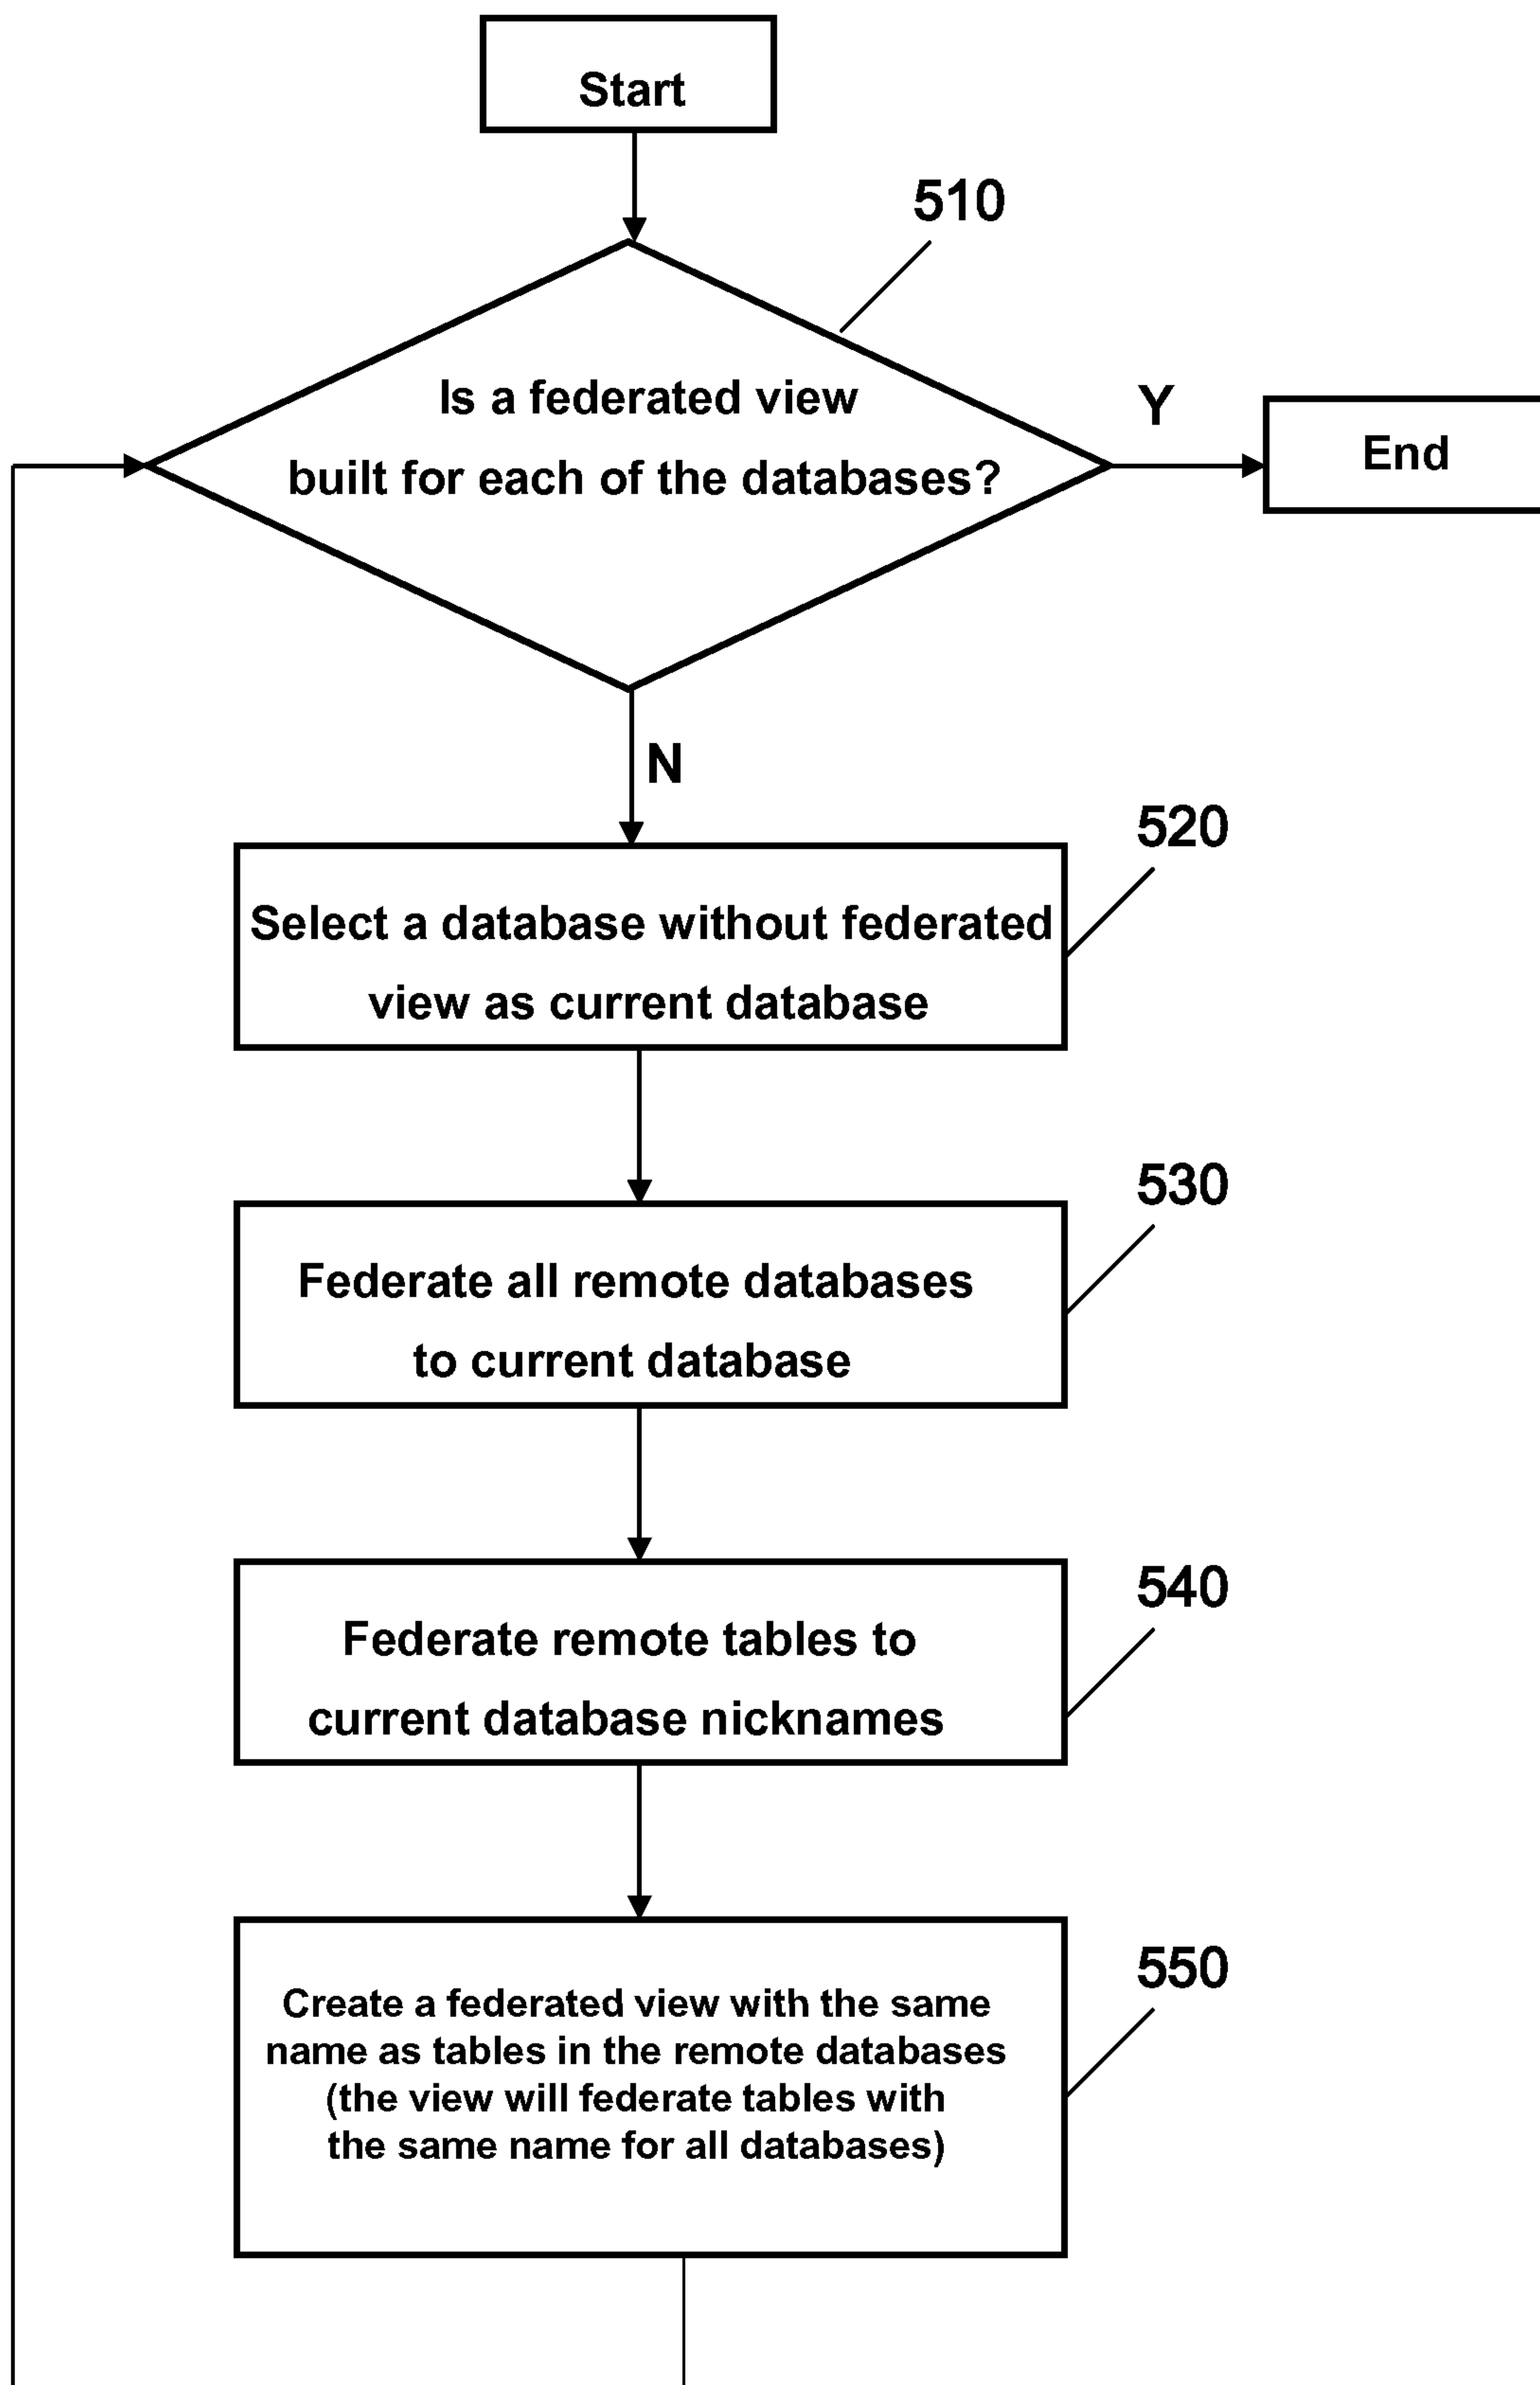 Start
510
Is a federated view
built for each of the databases?
Y
End
N
520
Select a database without federated
view as current database
530
Federate all remote databases
to current database
540
Federate remote tables to
current database nicknames
550
Create a federated view with the same
name as tables in the remote databases
(the view will federate tables with
the same name for all databases)